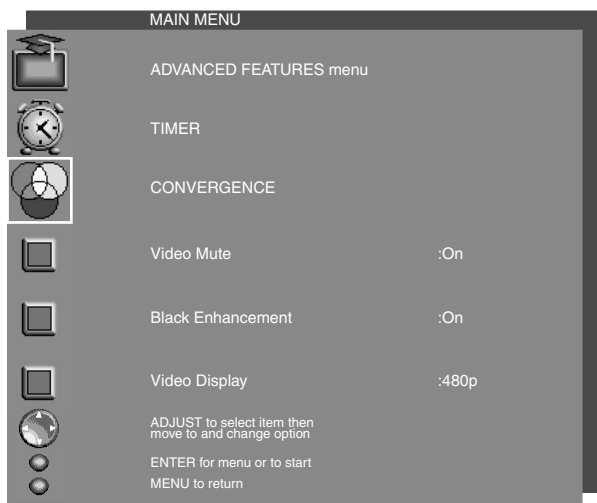 MAIN MENU
ADVANCED FEATURES menu
TIMER
CONVERGENCE
Video Mute :On
Black Enhancement :On
Video Display :480p
ADJUST to select item then
move to and change option
ENTER for menu or to start
MENU to return